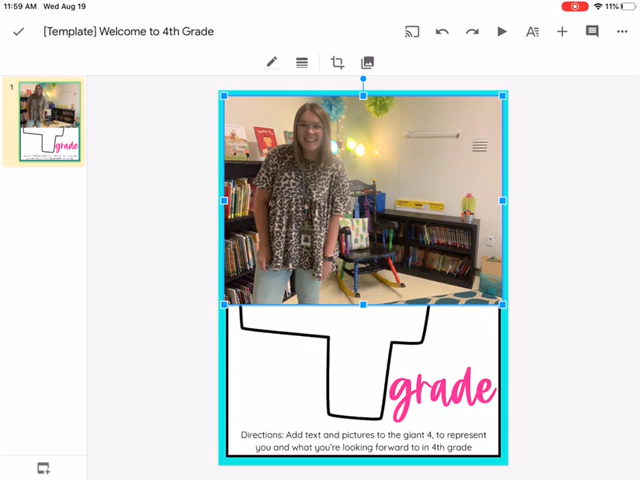 11:59 AM Wed Aug 19
11%
[Template] Welcome to 4th Grade
1
grade
grade
Directions: Add text and pictures to the giant 4, to represent
you and what you're looking forward to in 4th grade